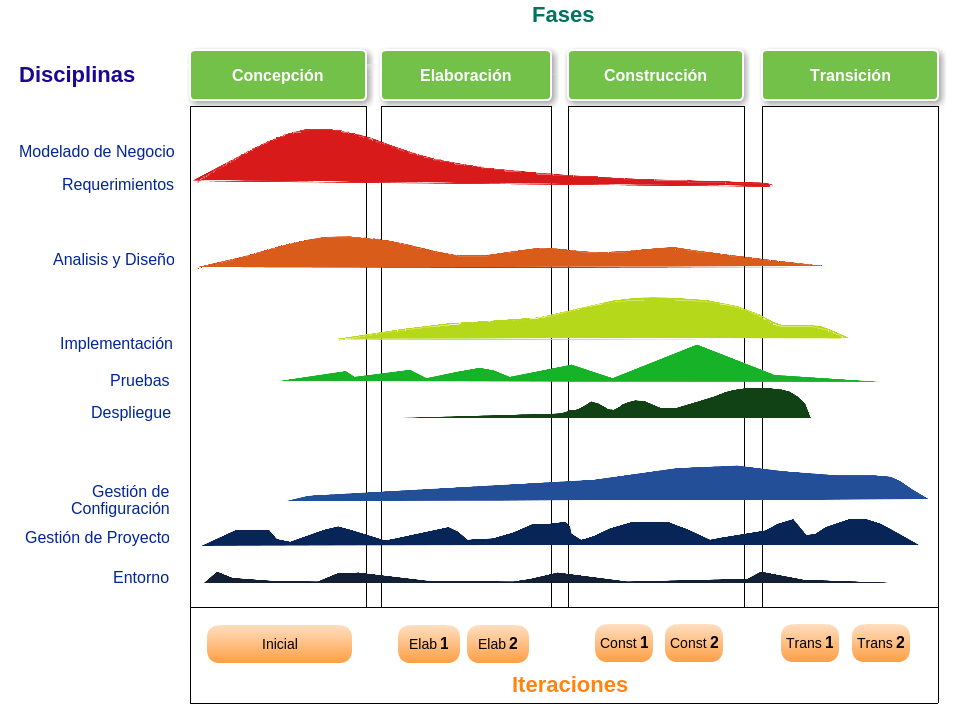 Fases
Disciplinas
Concepción
Elaboración
Construcción
Transición
Modelado de Negocio
Requerimientos
Analisis y Diseño
Implementación
Pruebas
Despliegue
Gestión de
Configuración
Gestión de Proyecto
Entorno
Inicial
Elab 1
Elab 2
Const 1
Const 2
Trans 1
Trans 2
Iteraciones